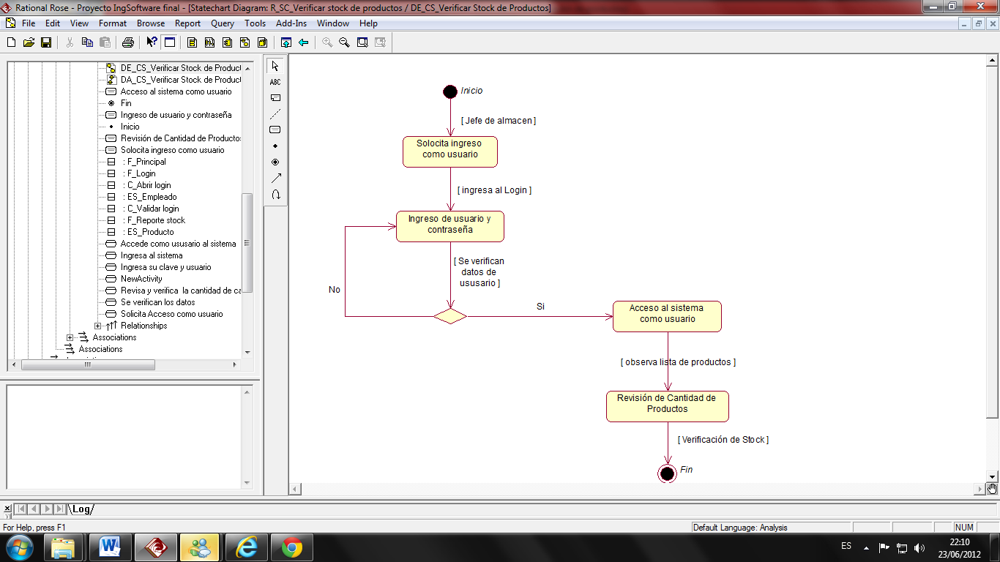 Rational Rose - Proyecto IngSoftware final - [Statechart Diagram: R_SC_Verificar stock de productos / DE_CS_Verificar Stock de Productos]
File Edit View Format Browse Report Query Tools Add-Ins Window Help
DE_CS_Verificar Stock de Product
DA_CS_Verificar Stock de Product
Acceso al sistema como usuario
Fin
Ingreso de usuario y contraseña
Inicio
Revisión de Cantidad de Producto
Solocita ingreso como usuario
: F_Principal
: F_Login
: C_Abrir login
: ES_Empleado
: C_Validar login
: F_Reporte stock
: ES_Producto
Accede como ususario al sistema
Ingresa al sistema
Ingresa su clave y usuario
NewActivity
Revisa y verifica la cantidad de ca
Se verifican los datos
Solicita Acceso como usuario
Relationships
Associations
Associations
ABC
Inicio
[ Jefe de almacen ]
Solocita ingreso
como usuario
[ ingresa al Login ]
Ingreso de usuario y
contraseña
[ Se verifican
datos de
ususario ]
No
Si
Acceso al sistema
como usuario
[ observa lista de productos ]
Revisión de Cantidad de
Productos
[ Verificación de Stock ]
Fin
Log
For Help, press F1
Default Language: Analysis
NUM
ES
22:10
23/06/2012